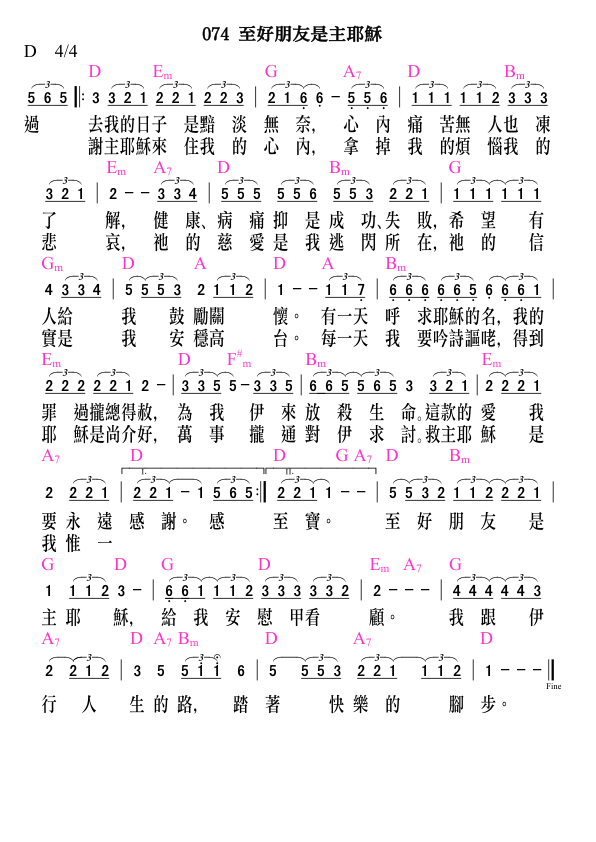 074 至好朋友是主耶穌
D 4/4
D Em G A7 D Bm
5 6 5 ‖: 3 3 2 1 2 2 1 2 2 3 | 2 1 6 6 - 5 5 6 | 1 1 1 1 1 2 3 3 3
過 去我的日子 是黯 淡 無 奈, 心 內 痛 苦無 人也 凍
謝主耶穌來 住我 的 心 內, 拿 掉 我 的煩 惱我 的
Em A7 D Bm G
3 2 1 | 2 - - 3 3 4 | 5 5 5 5 5 5 5 5 3 2 2 1 | 1 1 1 1 1 1
了 解, 健 康、病 痛抑 是 成 功、失 敗, 希 望 有
悲 哀, 祂 的 慈 愛是 我 逃 閃 所 在, 祂 的 信
Gm D A D A Bm
4 3 3 4 | 5 5 5 3 2 1 1 2 | 1 - 1 1 7 | 6 6 6 6 6 5 6 6 6 1 |
人給 我 鼓 勵關 懷。 有一天 呼 求耶穌的名, 我的
實是 我 安 穩高 台。 每一天 我 要吟詩謳咾, 得到
Em D F#m Bm Em
2 2 2 2 2 1 2 - | 3 3 5 5 - 3 3 5 | 6 6 5 5 6 5 3 3 2 1 | 2 2 2 2 2 1
罪 過攏總得赦, 為 我 伊 來 放 殺 生 命。這款的 愛 我
耶 穌是尚介好, 萬 事 攏 通 對 伊 求 討。救主耶 穌 是
A7 D D G A7 D Bm
2 2 2 1 | 2 2 1 - 1 5 6 5 :‖ 2 2 1 1 - - | 5 5 3 2 1 1 2 2 2 1 |
要 永 遠 感 謝。 感 至 寶。 至 好 朋 友 是
我 惟 一
G D G D Em A7 G
1 1 1 2 3 - | 6 6 1 1 1 2 3 3 3 3 3 2 | 2 - - - | 4 4 4 4 4 3
主 耶 穌, 給 我 安 慰 甲看 顧。 我 跟 伊
A7 D A7 Bm D A7 D
2 2 1 2 | 3 5 5 1 1 6 | 5 5 5 3 2 2 1 1 1 2 | 1 - - - ‖
行 人 生 的 路, 踏 著 快 樂 的 腳 步。
Fine